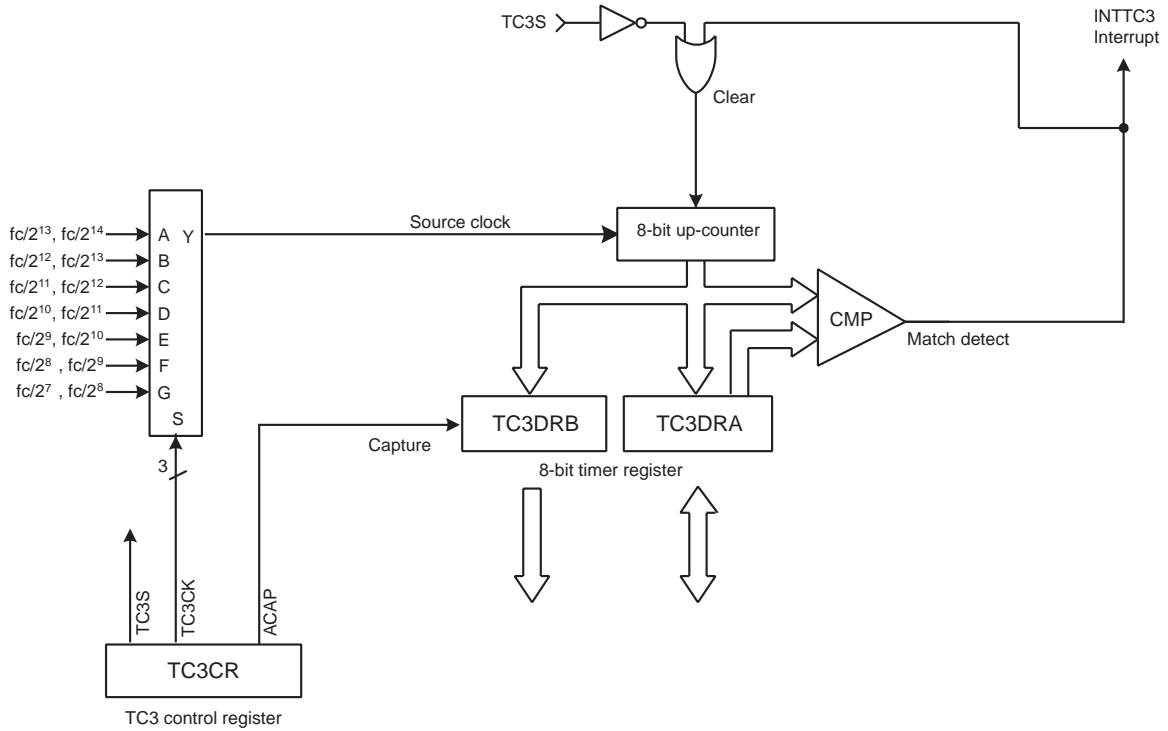 TC3S
INTTC3
Interrupt
Clear
fc/2¹³, fc/2¹⁴
A Y
Source clock
8-bit up-counter
fc/2¹², fc/2¹³
B
fc/2¹¹, fc/2¹²
C
fc/2¹⁰, fc/2¹¹
D
fc/2⁹, fc/2¹⁰
E
fc/2⁸ , fc/2⁹
F
fc/2⁷ , fc/2⁸
G
S
CMP
Match detect
3
Capture
TC3DRB
TC3DRA
8-bit timer register
TC3S
TC3CK
ACAP
TC3CR
TC3 control register